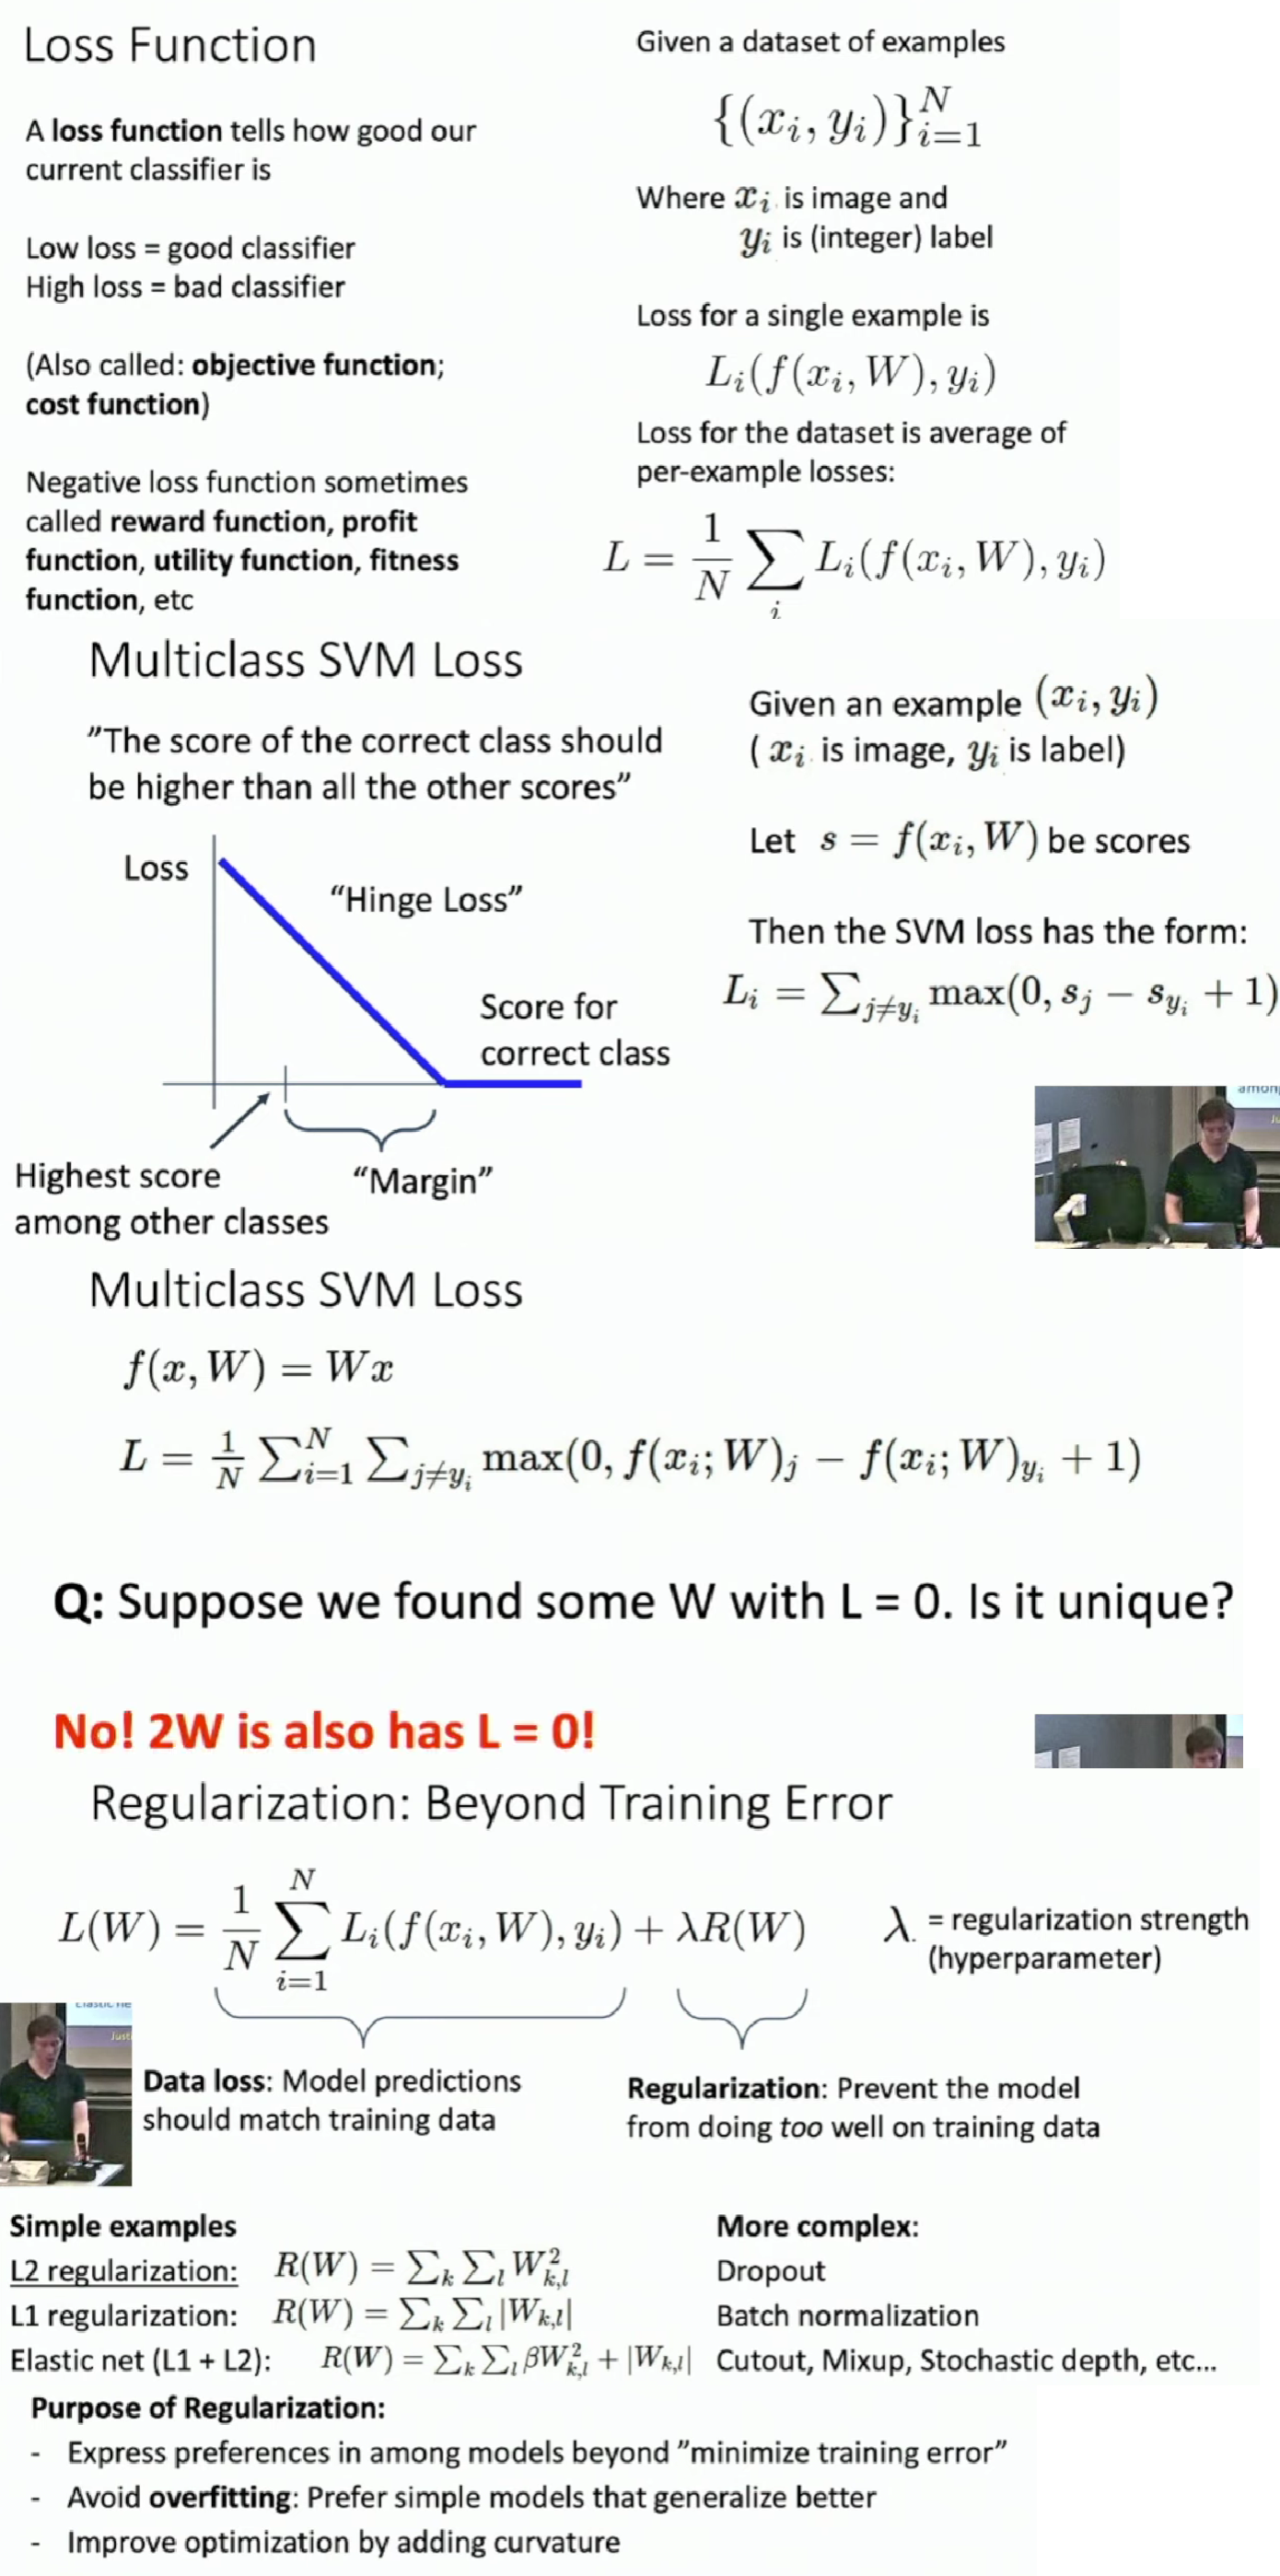 Loss Function
A loss function tells how good our
current classifier is
Low loss = good classifier
High loss = bad classifier
(Also called: objective function;
cost function)
Negative loss function sometimes
called reward function, profit
function, utility function, fitness
function, etc
Given a dataset of examples
{(x_i, y_i)}_{i=1}^N
Where x_i is image and
y_i is (integer) label
Loss for a single example is
L_i(f(x_i, W), y_i)
Loss for the dataset is average of
per-example losses:
L = \frac{1}{N} \sum_i L_i(f(x_i, W), y_i)
Multiclass SVM Loss
"The score of the correct class should
be higher than all the other scores"
Loss
"Hinge Loss"
Score for
correct class
Highest score
among other classes
"Margin"
Given an example (x_i, y_i)
( x_i is image, y_i is label)
Let s = f(x_i, W) be scores
Then the SVM loss has the form:
L_i = \sum_{j≠y_i} max(0, s_j − s_{y_i} + 1)
Multiclass SVM Loss
f(x, W) = Wx
L = \frac{1}{N} \sum_{i=1}^N \sum_{j≠y_i} max(0, f(x_i; W)_j − f(x_i; W)_{y_i} + 1)
Q: Suppose we found some W with L = 0. Is it unique?
No! 2W is also has L = 0!
Regularization: Beyond Training Error
L(W) = \frac{1}{N} \sum_{i=1}^N L_i(f(x_i, W), y_i) + λR(W)
λ = regularization strength
(hyperparameter)
Data loss: Model predictions
should match training data
Regularization: Prevent the model
from doing too well on training data
Simple examples
L2 regularization: R(W) = \sum_k \sum_l W_{k,l}^2
L1 regularization: R(W) = \sum_k \sum_l |W_{k,l}|
Elastic net (L1 + L2): R(W) = \sum_k \sum_l βW_{k,l}^2 + |W_{k,l}|
More complex:
Dropout
Batch normalization
Cutout, Mixup, Stochastic depth, etc...
Purpose of Regularization:
- Express preferences in among models beyond "minimize training error"
- Avoid overfitting: Prefer simple models that generalize better
- Improve optimization by adding curvature